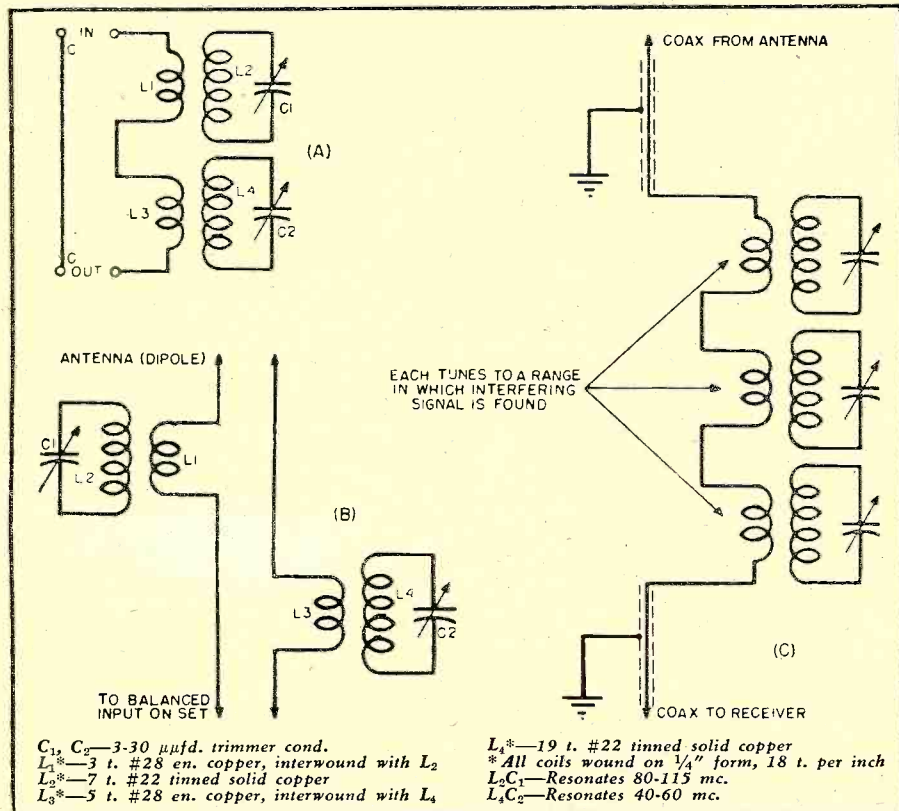 C IN
L1
L2
C1
(A)
L3
L4
C2
C OUT
ANTENNA (DIPOLE)
C1
L2
L1
(B)
L3
L4
C2
TO BALANCED
INPUT ON SET
COAX FROM ANTENNA
EACH TUNES TO A RANGE
IN WHICH INTERFERING
SIGNAL IS FOUND
(C)
COAX TO RECEIVER
C₁, C₂—3-30 μμfd. trimmer cond.
L₁*—3 t. #28 en. copper, interwound with L₂
L₂*—7 t. #22 tinned solid copper
L₃*—5 t. #28 en. copper, interwound with L₄
L₄*—19 t. #22 tinned solid copper
*All coils wound on 1/4" form, 18 t. per inch
L₂C₁—Resonates 80-115 mc.
L₄C₂—Resonates 40-60 mc.